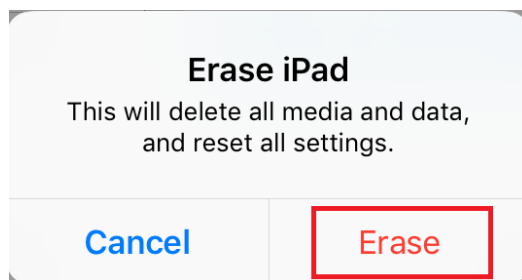 Erase iPad
This will delete all media and data,
and reset all settings.
Cancel
Erase